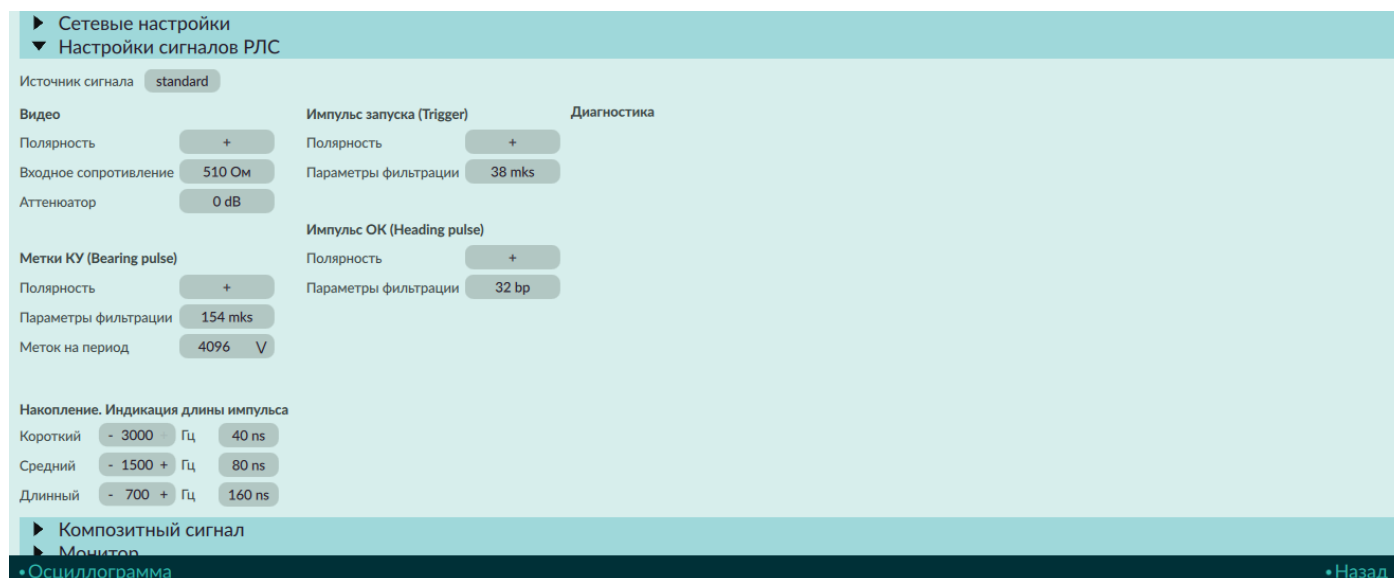 Сетевые настройки
Настройки сигналов РЛС
Источник сигнала standard
Видео
Полярность +
Входное сопротивление 510 Ом
Аттенюатор 0 dB
Метки КУ (Bearing pulse)
Полярность +
Параметры фильтрации 154 mks
Меток на период 4096 V
Импульс запуска (Trigger)
Полярность +
Параметры фильтрации 38 mks
Импульс ОК (Heading pulse)
Полярность +
Параметры фильтрации 32 bp
Диагностика
Накопление. Индикация длины импульса
Короткий - 3000 + Гц 40 ns
Средний - 1500 + Гц 80 ns
Длинный - 700 + Гц 160 ns
Композитный сигнал
Монитор
•Осциллограмма •Назад